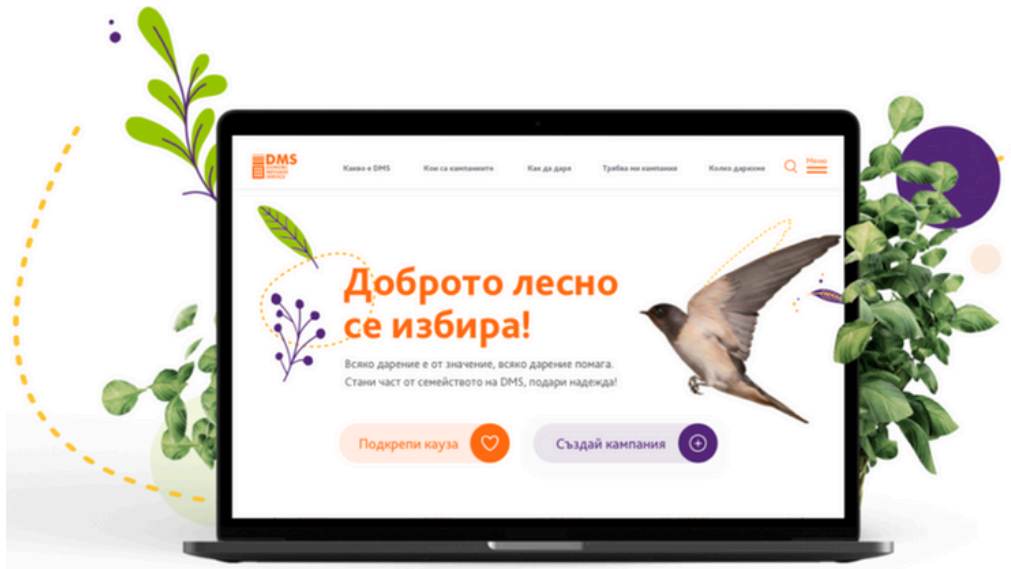 DMS
Какво е DMS
Кои са кампаниите
Как да даря
Трябва ми кампания
Колко дарихме
Меню
Доброто лесно
се избира!
Всяко дарение е от значение, всяко дарение помага.
Стани част от семейството на DMS, подари надежда!
Подкрепи кауза
Създай кампания